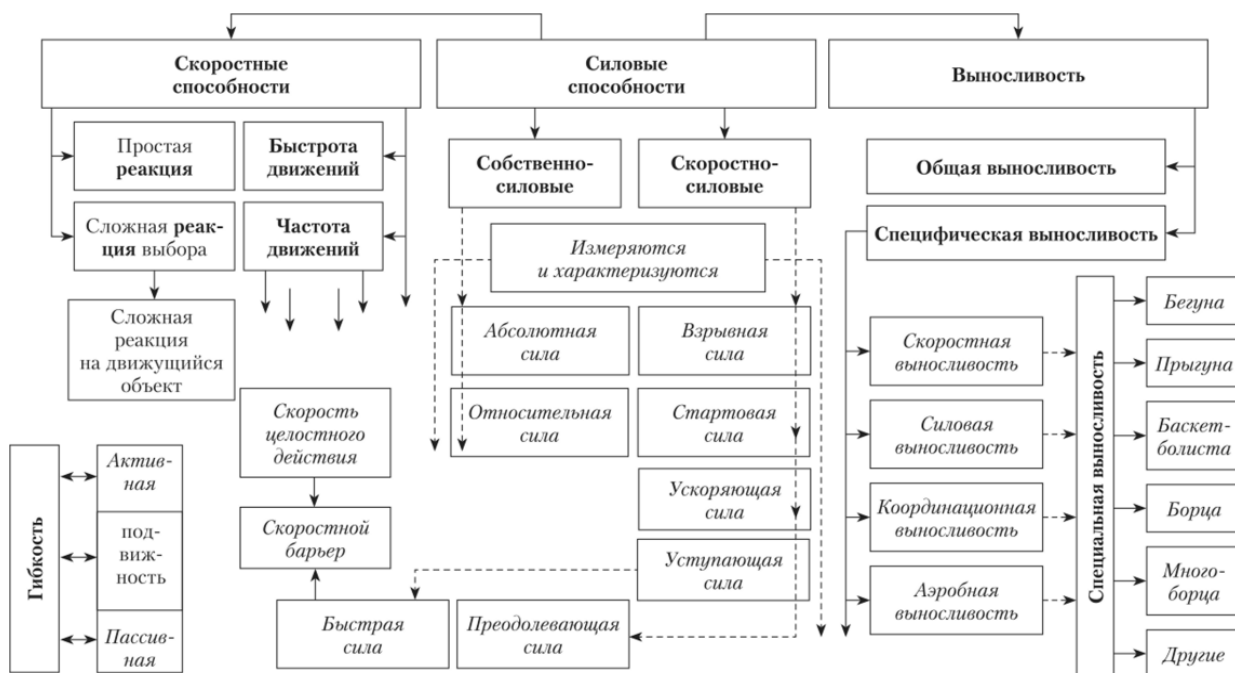 Скоростные
способности
Силовые
способности
Выносливость
Простая
реакция
Быстрота
движений
Собственно-
силовые
Скоростно-
силовые
Общая выносливость
Сложная реак-
ция выбора
Частота
движений
Измеряются
и характеризуются
Специфическая выносливость
Сложная
реакция
на движущийся
объект
Абсолютная
сила
Взрывная
сила
Скоростная
выносливость
Скорость
целостного
действия
Относительная
сила
Стартовая
сила
Силовая
выносливость
Ускоряющая
сила
Координационная
выносливость
Скоростной
барьер
Уступающая
сила
Аэробная
выносливость
Быстрая
сила
Преодолевающая
сила
Гибкость
Актив-
ная
под-
виж-
ность
Пассив-
ная
Специальная выносливость
Бегуна
Прыгуна
Баскет-
болиста
Борца
Много-
борца
Другие